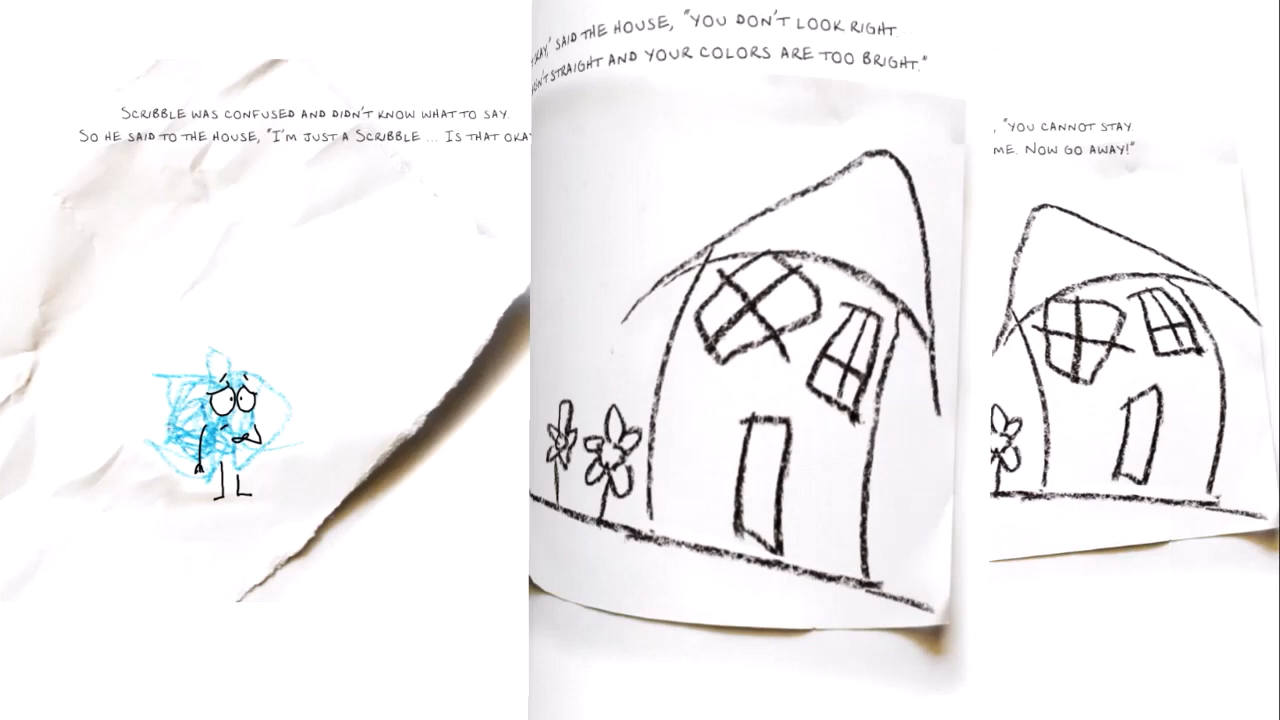 SCRIBBLE WAS CONFUSED AND DIDN'T KNOW WHAT TO SAY.
SO HE SAID TO THE HOUSE, "I'M JUST A SCRIBBLE ... IS THAT OKAY
," SAID THE HOUSE, "YOU DON'T LOOK RIGHT.
STRAIGHT AND YOUR COLORS ARE TOO BRIGHT."
, "YOU CANNOT STAY.
ME. NOW GO AWAY!"